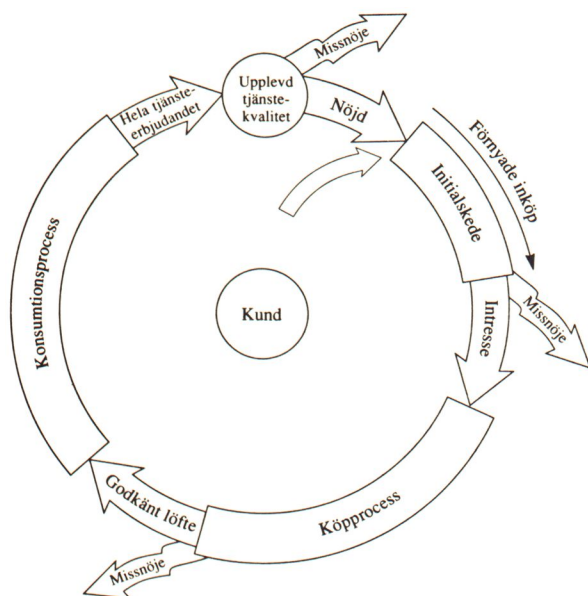 Missnöje
Upplevd
tjänste-
kvalitet
Hela tjänste-
erbjudandet
Nöjd
Förnyade inköp
Initialskede
Konsumtionsprocess
Kund
Intresse
Missnöje
Godkänt löfte
Köpprocess
Missnöje